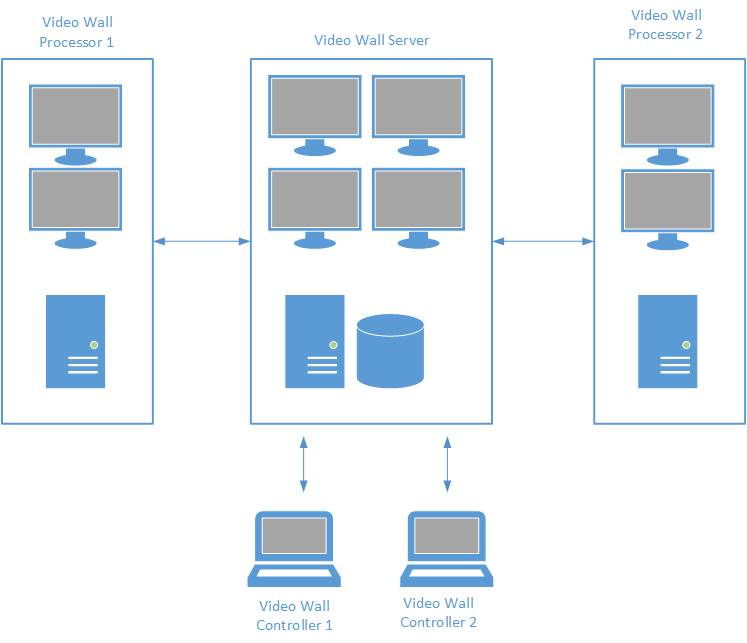 Video Wall
Processor 1
Video Wall Server
Video Wall
Processor 2
Video Wall
Controller 1
Video Wall
Controller 2